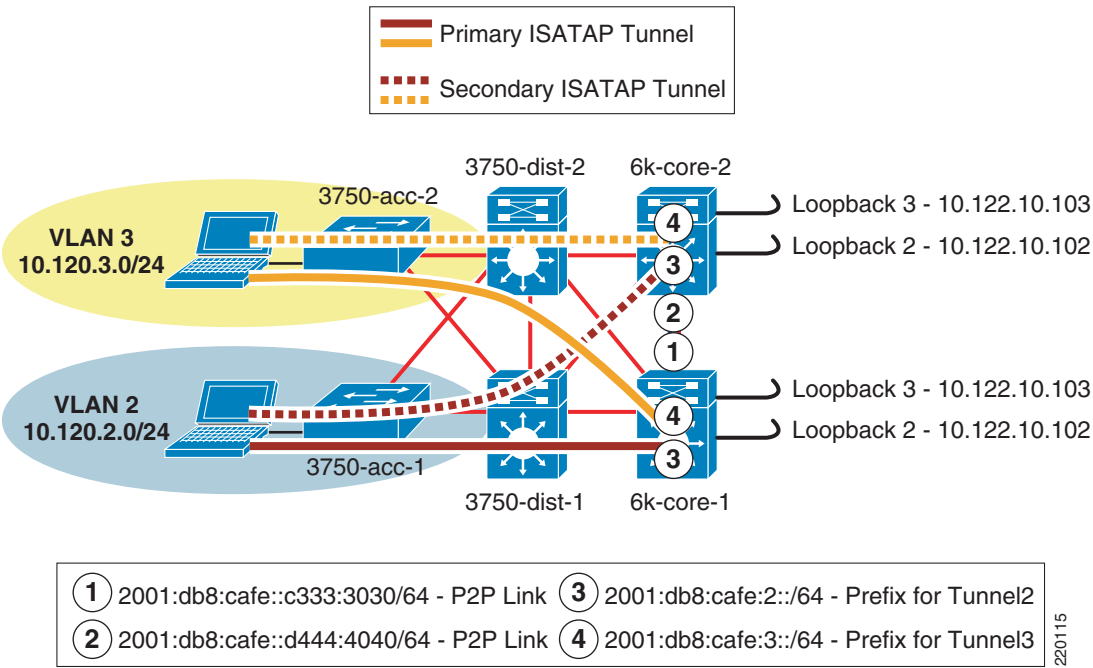 Primary ISATAP Tunnel
Secondary ISATAP Tunnel
3750-dist-2
6k-core-2
3750-acc-2
Loopback 3 - 10.122.10.103
4
VLAN 3
10.120.3.0/24
Loopback 2 - 10.122.10.102
3
2
1
Loopback 3 - 10.122.10.103
VLAN 2
10.120.2.0/24
4
Loopback 2 - 10.122.10.102
3
3750-acc-1
3750-dist-1
6k-core-1
1 2001:db8:cafe::c333:3030/64 - P2P Link
3 2001:db8:cafe:2::/64 - Prefix for Tunnel2
2 2001:db8:cafe::d444:4040/64 - P2P Link
4 2001:db8:cafe:3::/64 - Prefix for Tunnel3
220115